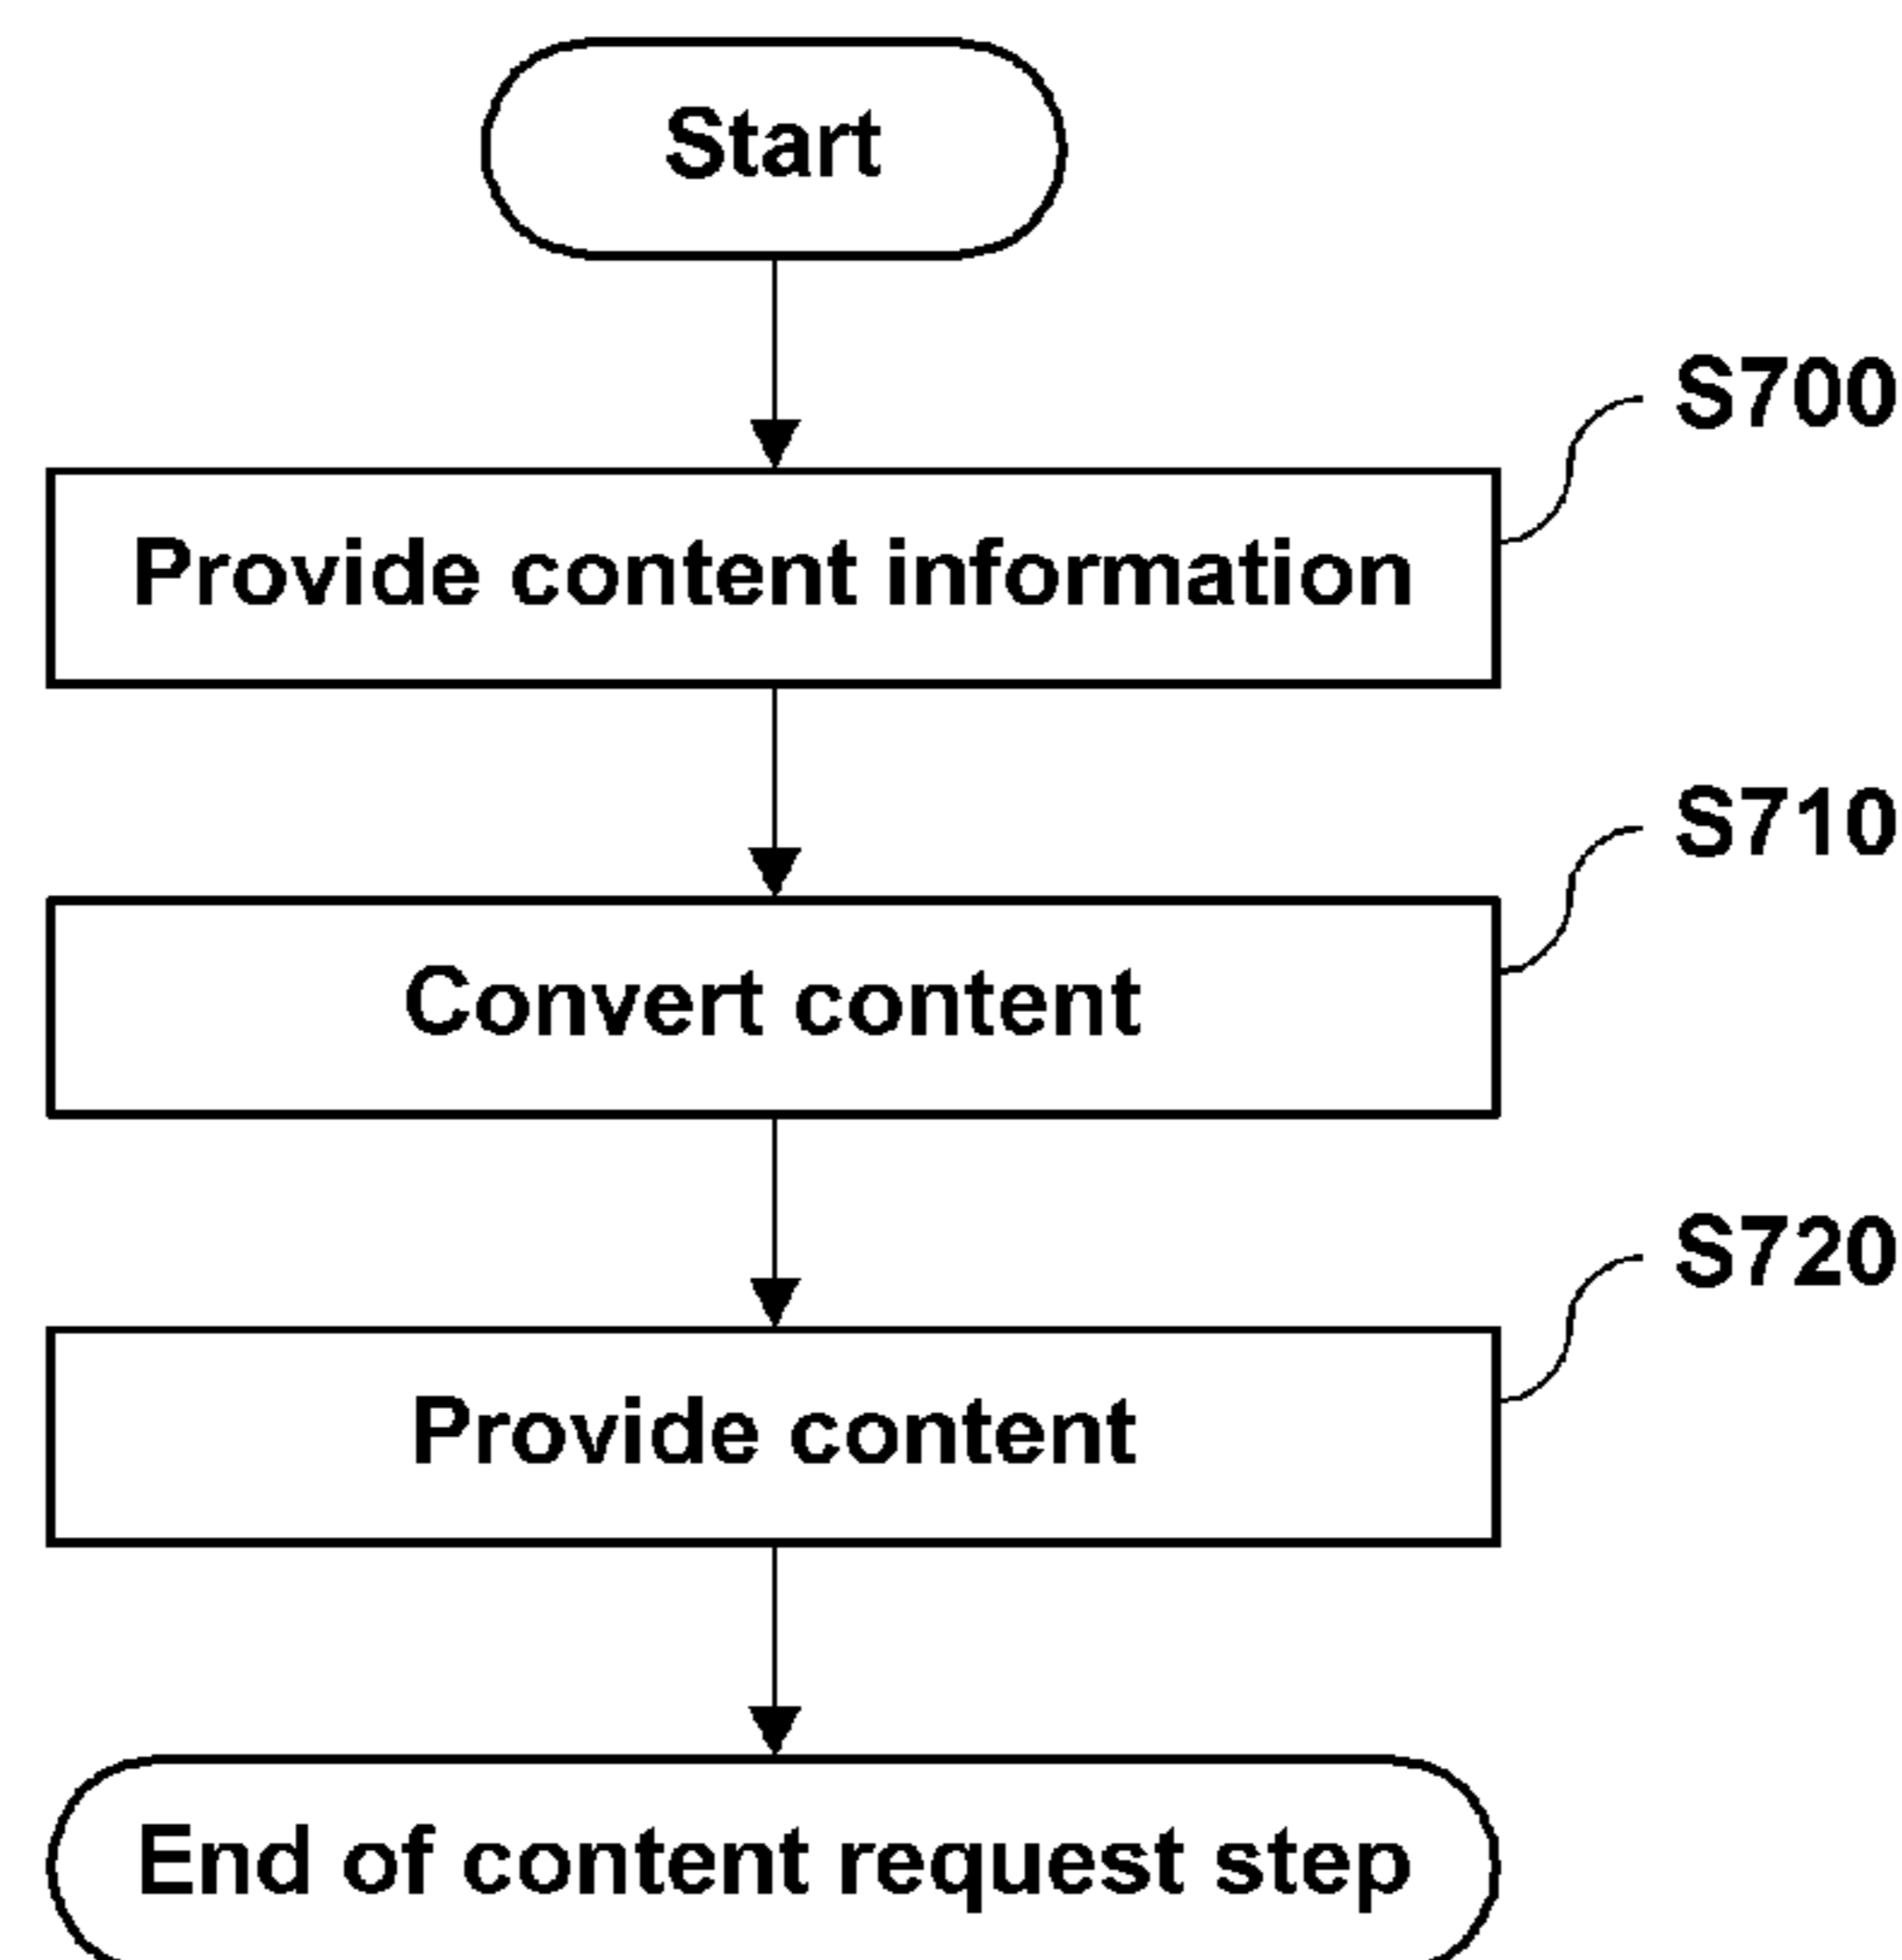 Start
S700
Provide content information
S710
Convert content
S720
Provide content
End of content request step